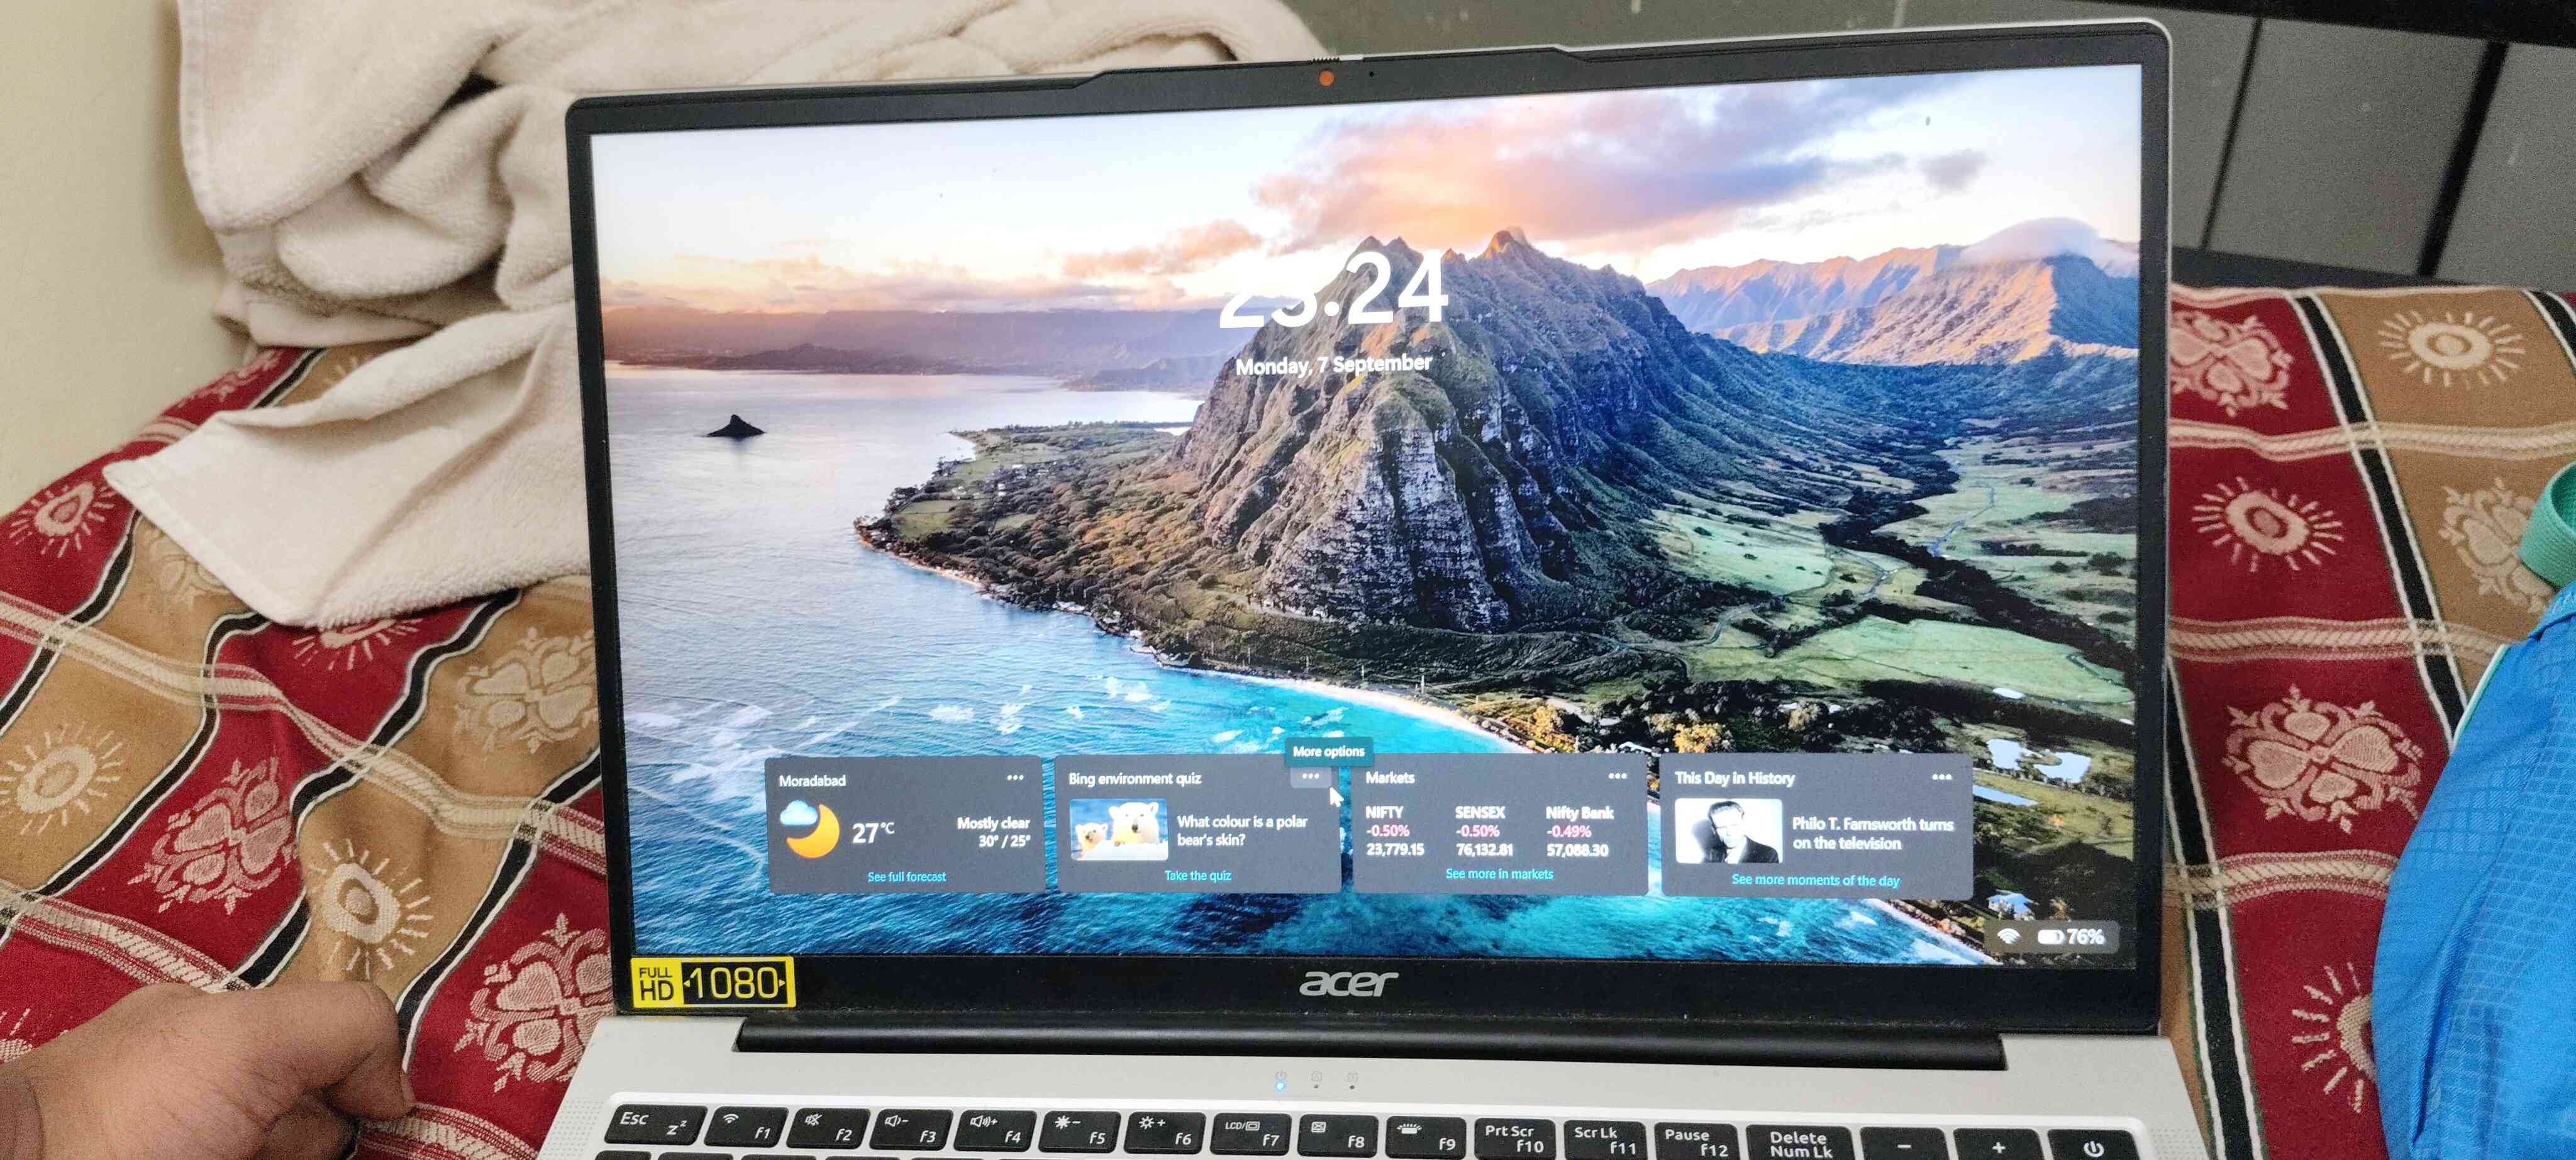 23:24
Monday, 7 September
More options
Moradabad
27°C
Mostly clear
30° / 25°
See full forecast
Bing environment quiz
What colour is a polar
bear's skin?
Take the quiz
Markets
NIFTY SENSEX Nifty Bank
-0.50% -0.50% -0.49%
23,779.15 76,132.81 57,088.30
See more in markets
This Day in History
Philo T. Farnsworth turns
on the television
See more moments of the day
76%
FULL HD 1080
acer
Esc zz
F1
F2
F3
F4
F5
F6
LCD/ F7
F8
F9
Prt Scr F10
Scr Lk F11
Pause F12
Delete
Num Lk
-
+